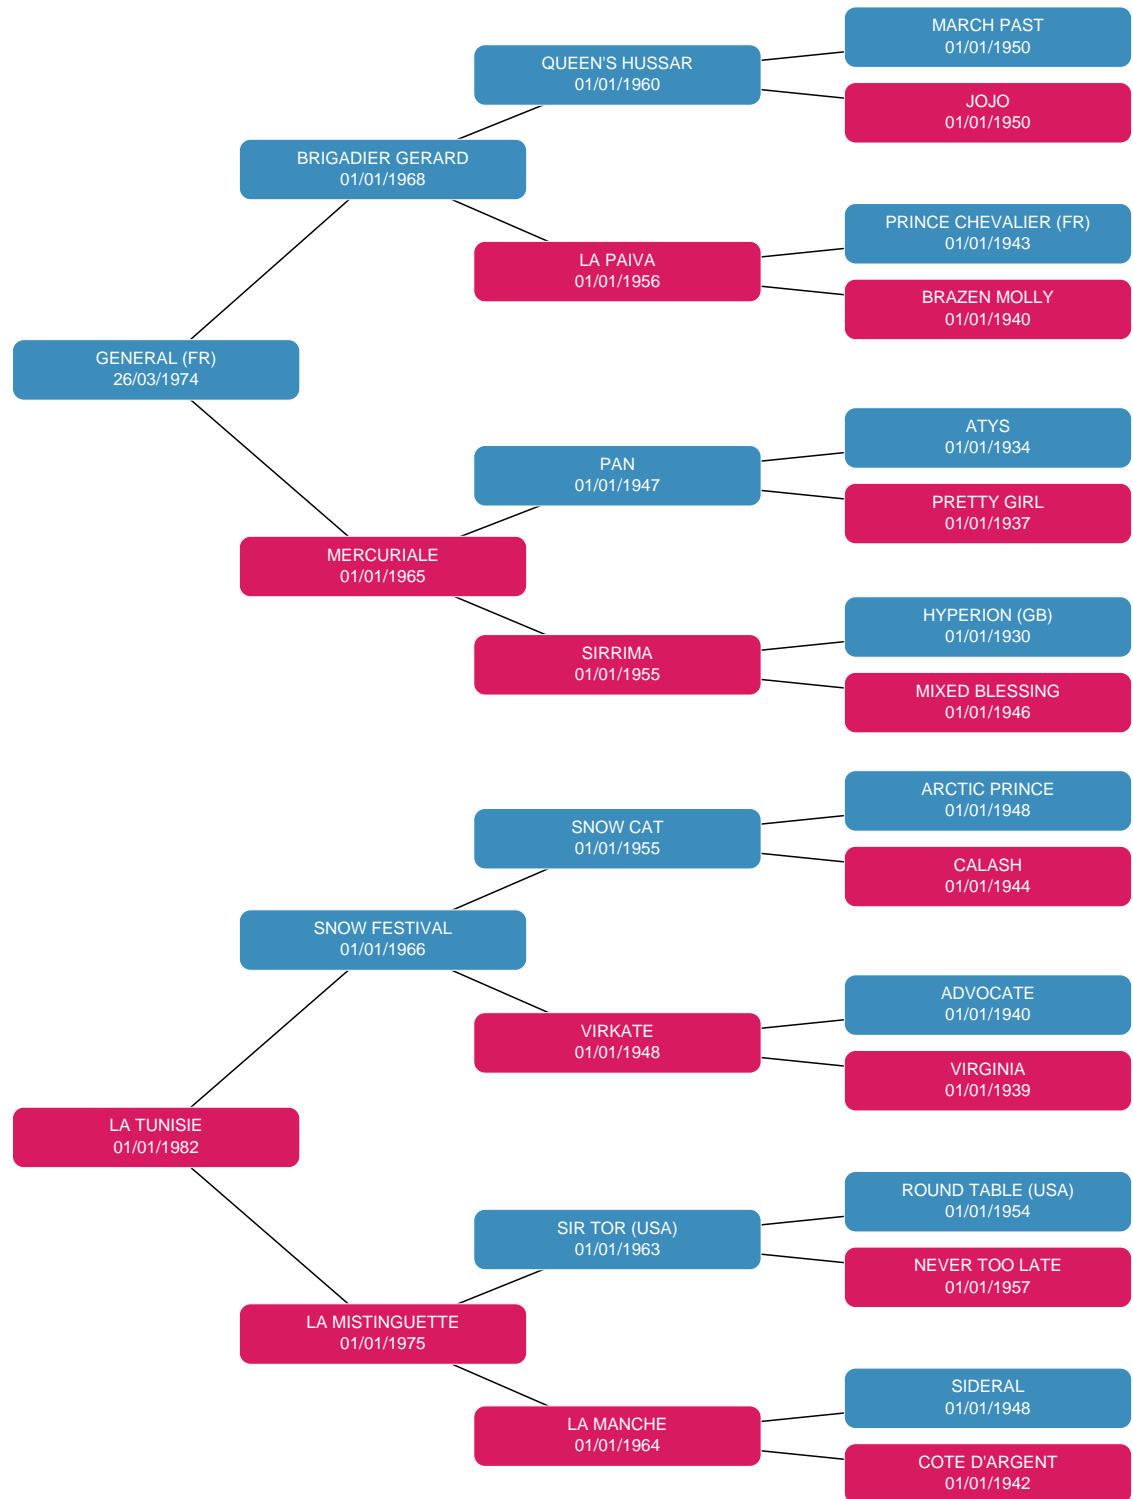 MARCH PAST
01/01/1950
QUEEN'S HUSSAR
01/01/1960
JOJO
01/01/1950
BRIGADIER GERARD
01/01/1968
PRINCE CHEVALIER (FR)
01/01/1943
LA PAIVA
01/01/1956
BRAZEN MOLLY
01/01/1940
GENERAL (FR)
26/03/1974
ATYS
01/01/1934
PAN
01/01/1947
PRETTY GIRL
01/01/1937
MERCURIALE
01/01/1965
HYPERION (GB)
01/01/1930
SIRRIMA
01/01/1955
MIXED BLESSING
01/01/1946
ARCTIC PRINCE
01/01/1948
SNOW CAT
01/01/1955
CALASH
01/01/1944
SNOW FESTIVAL
01/01/1966
ADVOCATE
01/01/1940
VIRKATE
01/01/1948
VIRGINIA
01/01/1939
LA TUNISIE
01/01/1982
ROUND TABLE (USA)
01/01/1954
SIR TOR (USA)
01/01/1963
NEVER TOO LATE
01/01/1957
LA MISTINGUETTE
01/01/1975
SIDERAL
01/01/1948
LA MANCHE
01/01/1964
COTE D'ARGENT
01/01/1942